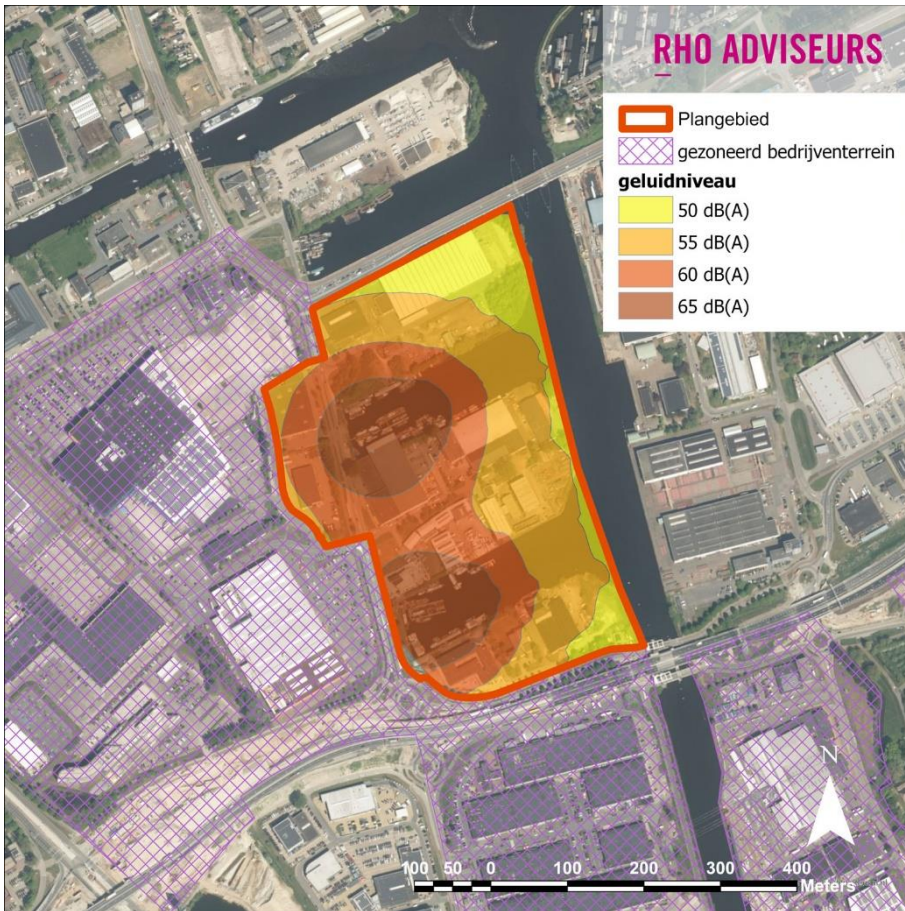 RHO ADVISEURS
Plangebied
gezoneerd bedrijventerrein
geluidniveau
50 dB(A)
55 dB(A)
60 dB(A)
65 dB(A)
N
100 50 0 100 200 300 400
Meters